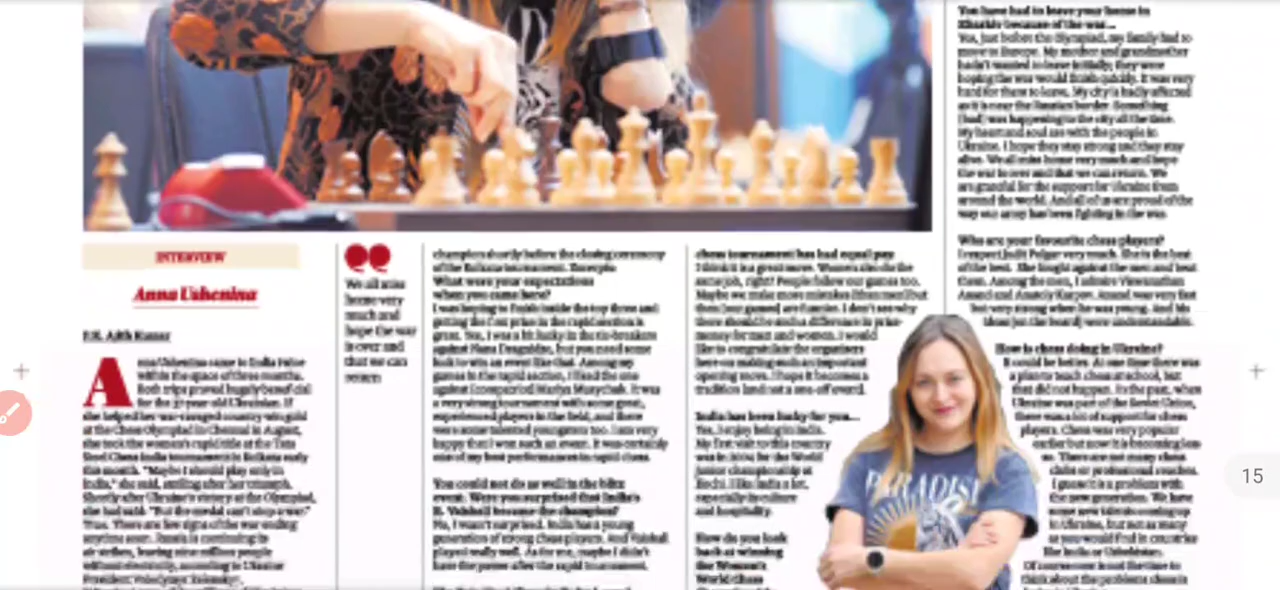 INTERVIEW
Anna Ushenina
P.K. Ajith Kumar
Anna Ushenina came to India twice
within the space of three months.
Both trips proved hugely beneficial
for the 37-year-old Ukrainian. If
she helped her war-ravaged country win gold
at the Chess Olympiad in Chennai in August,
she took the women's rapid title at the Tata
Steel Chess India tournament in Kolkata early
this month. "Maybe I should play only in
India," she said, smiling after her triumph.
Shortly after Ukraine's victory at the Olympiad,
she had said: "But the medal can't stop a war."
True. There are few signs of the war ending
anytime soon. Russia is continuing its
air strikes, leaving nine million people
without electricity, according to Ukraine
President Volodymyr Zelensky.
We all miss
home very
much and
hope the war
is over and
that we can
return
champion shortly before the closing ceremony
of the Kolkata tournament. Excerpts:
What were your expectations
when you came here?
I was hoping to finish inside the top three and
getting the first prize in the rapid section is
great. Yes, I was a bit lucky in the tie-breakers
against Nana Dzagnidze, but you need some
luck to win an event like that. Among my
games in the rapid section, I liked the one
against (compatriot) Mariya Muzychuk. It was
a very strong tournament with some great,
experienced players in the field, and there
were some talented youngsters too. I am very
happy that I won such an event. It was certainly
one of my best performances in rapid chess.
You could not do as well in the blitz
event. Were you surprised that India's
R. Vaishali became the champion?
No, I wasn't surprised. India has a young
generation of strong chess players. And Vaishali
played really well. As for me, maybe I didn't
have the power after the rapid tournament.
chess tournament has had equal pay
I think it is a great move. Women also do the
same job, right? People follow our games too.
Maybe we make more mistakes (than men) but
then (our games) are funnier. I don't see why
there should be such a difference in prize
money for men and women. I would
like to congratulate the organisers
here on making such an important
opening move. I hope it becomes a
tradition (and not a one-off event).
India has been lucky for you...
Yes, I enjoy being in India.
My first visit to this country
was in 2004 for the World
junior championship at
Kochi. I like India a lot,
especially its culture
and hospitality.
How do you look
back at winning
the Women's
World Chess
You have had to leave your home in
Kharkiv because of the war...
Yes, just before the Olympiad, my family had to
move to Europe. My mother and grandmother
hadn't wanted to leave initially; they were
hoping the war would finish quickly. It was very
hard for them to leave. My city is badly affected
as it is near the Russian border. Something
(bad) was happening to the city all the time.
My heart and soul are with the people in
Ukraine. I hope they stay strong and they stay
alive. We all miss home very much and hope
the war is over and that we can return. We
are grateful for the support for Ukraine from
around the world. And all of us are proud of the
way our army has been fighting in the war.
Who are your favourite chess players?
I respect Judit Polgar very much. She is the best
of the best. She fought against the men and beat
them. Among the men, I admire Viswanathan
Anand and Anatoly Karpov. Anand was very fast
but very strong when he was young. And his
ideas (on the board) were understandable.
How is chess doing in Ukraine?
It could be better. At one time there was
a plan to teach chess at school, but
that did not happen. In the past, when
Ukraine was part of the Soviet Union,
there was a lot of support for chess
players. Chess was very popular
earlier but now it is becoming less
so. There are not many chess
clubs or professional coaches.
I guess it is a problem with
the new generation. We have
some new talents coming up
in Ukraine, but not as many
as you would find in countries
like India or Uzbekistan.
Of course now is not the time to
think about the problems chess is
PARADISE
15